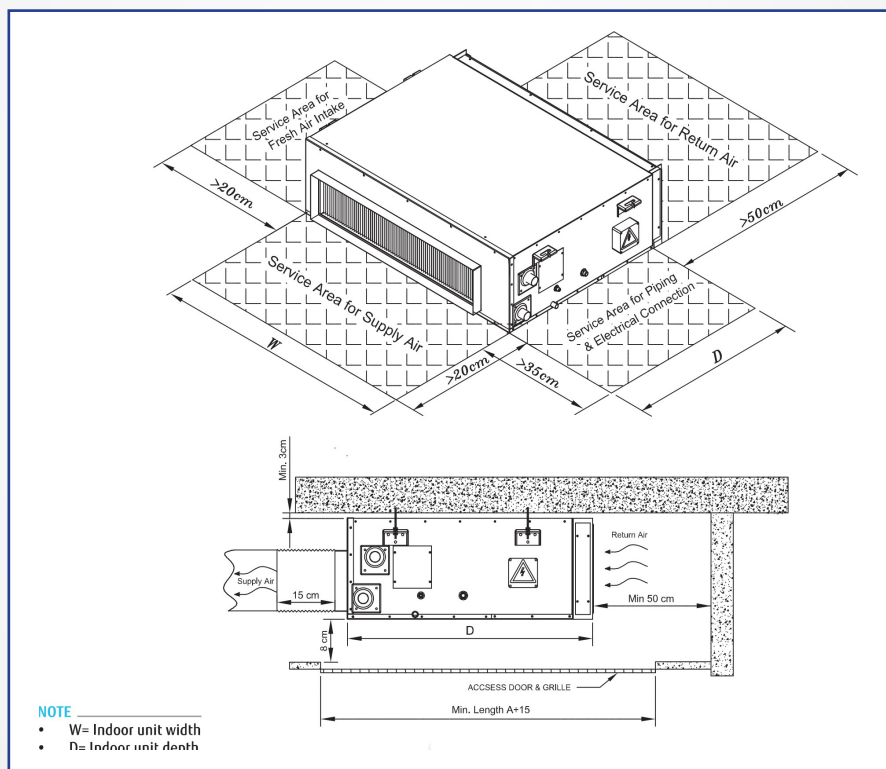 Service Area for
Fresh Air Intake
Service Area for Return Air
>20cm
>50cm
Service Area for Supply Air
Service Area for Piping
& Electrical Connection
W
>20cm
>35cm
D
Min. 3cm
Return Air
Supply Air
15 cm
Min 50 cm
8 cm
D
ACCSESS DOOR & GRILLE
Min. Length A+15
NOTE
• W= Indoor unit width
• D= Indoor unit depth